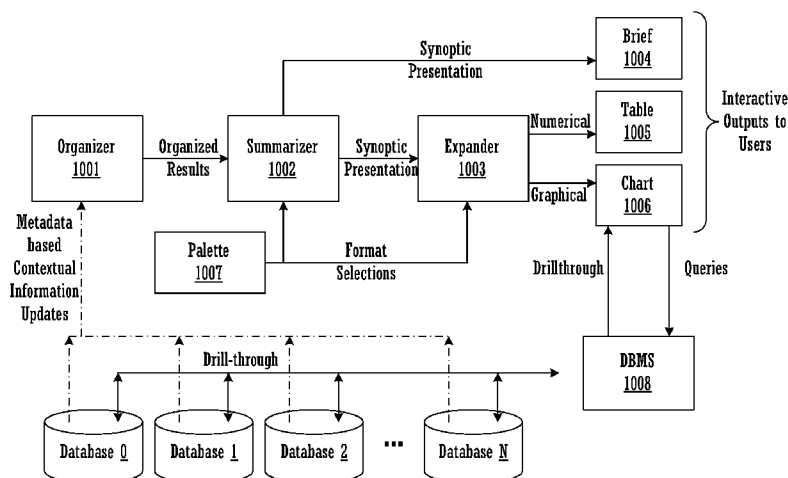 Brief
1004
Synoptic
Presentation
Interactive
Outputs to
Users
Table
1005
Numerical
Organizer
1001
Organized
Results
Summarizer
1002
Synoptic
Presentation
Expander
1003
Graphical
Chart
1006
Metadata
based
Contextual
Information
Updates
Palette
1007
Format
Selections
Drillthrough
Queries
DBMS
1008
Drill-through
Database 0
Database 1
Database 2
...
Database N